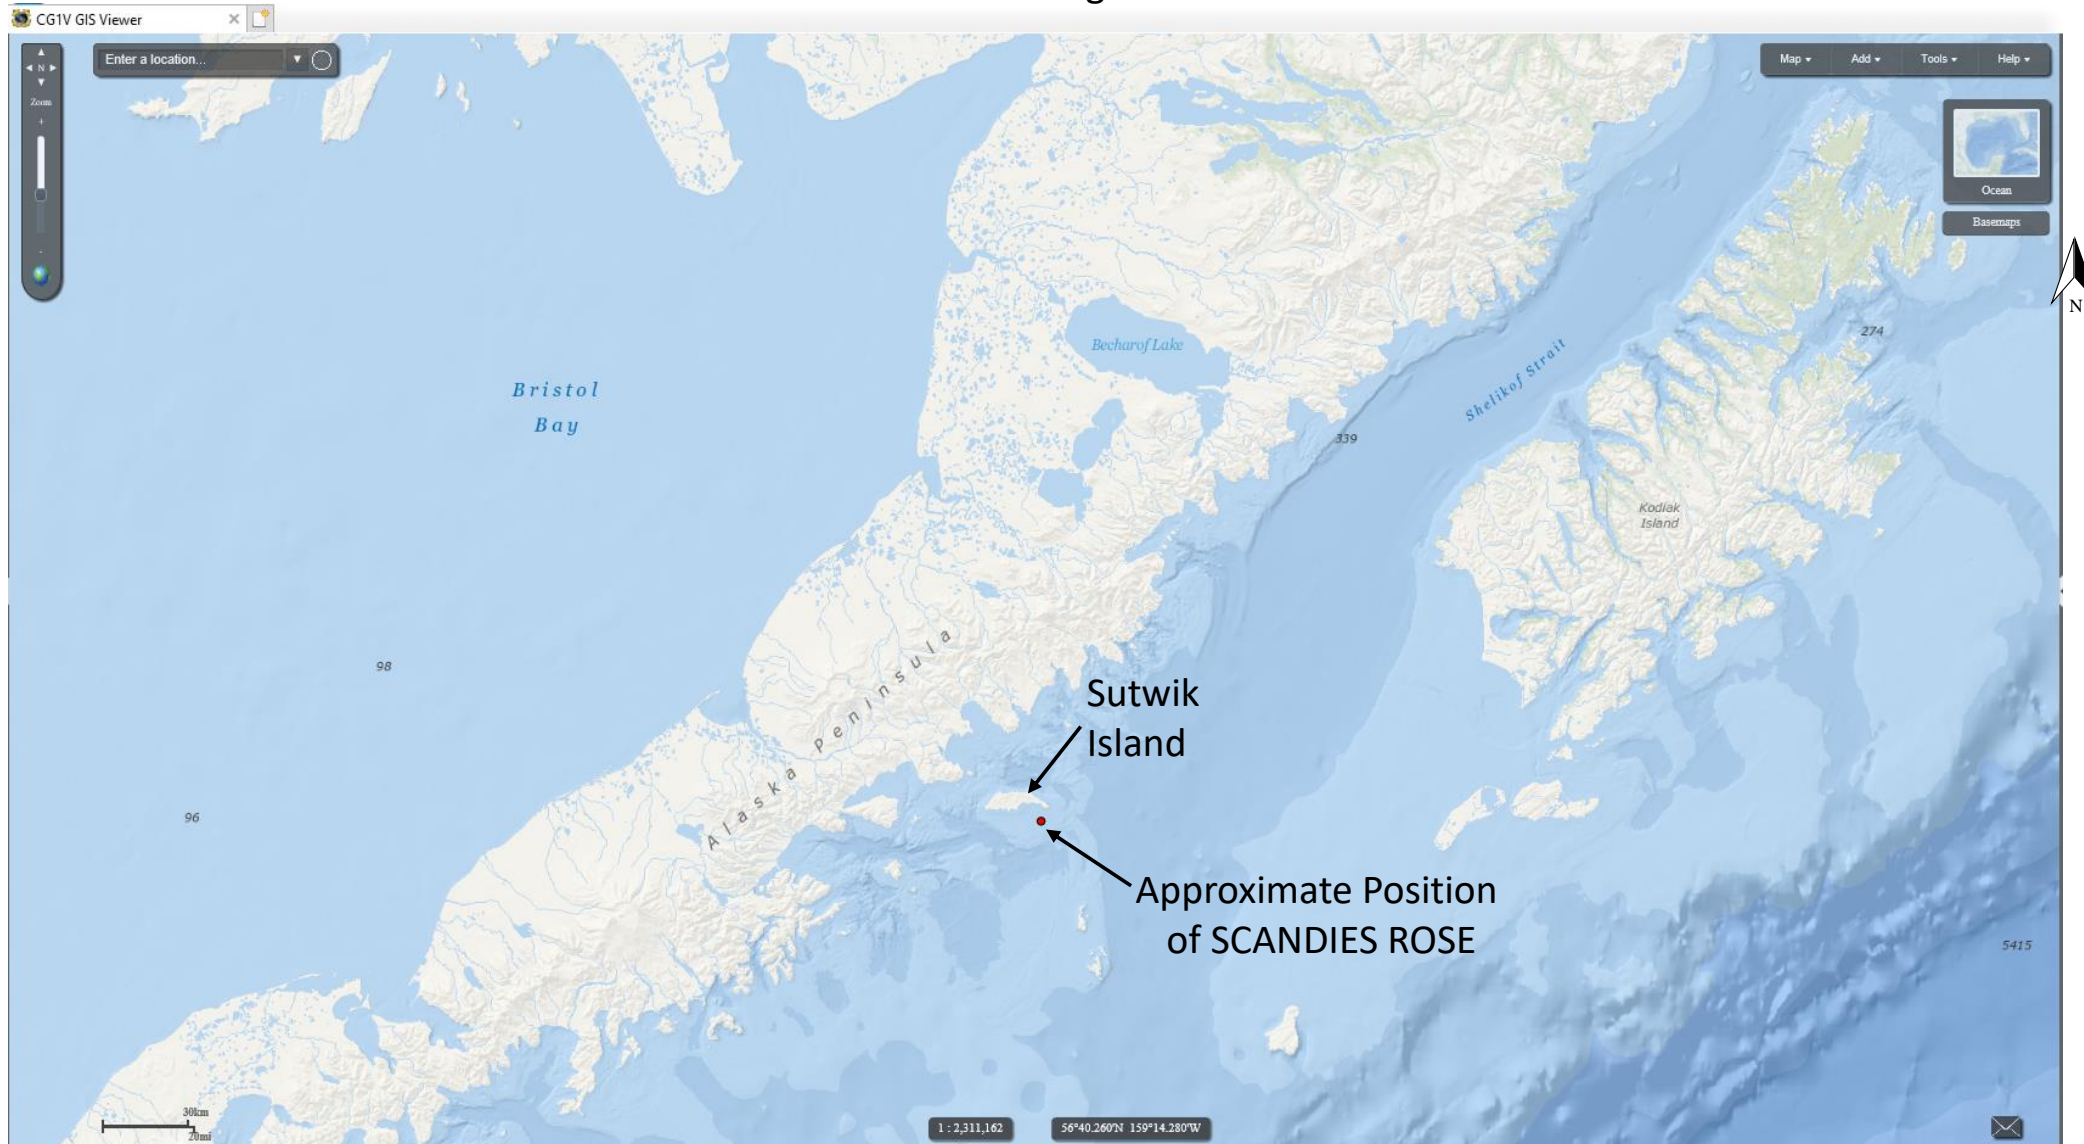 CG1V GIS Viewer
Enter a location...
Map
Add
Tools
Help
N
Zoom
+
-
Ocean
Basemaps
N
274
Becharof Lake
Shelikof Strait
Bristol
Bay
339
Kodiak
Island
Alaska Peninsula
98
Sutwik
Island
96
Approximate Position
of SCANDIES ROSE
5415
30km
20mi
1 : 2,311,162
56°40.260'N 159°14.280'W